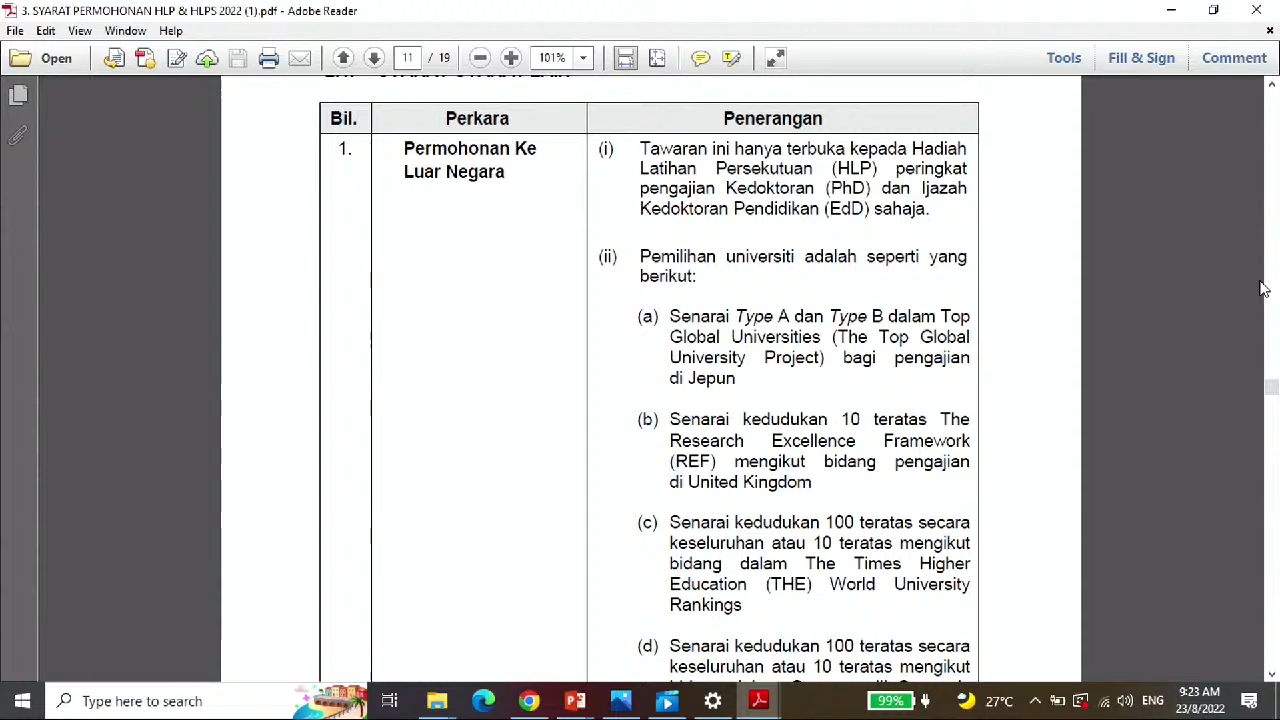 3. SYARAT PERMOHONAN HLP & HLPS 2022 (1).pdf - Adobe Reader
File Edit View Window Help
Open 11 / 19 101% Tools Fill & Sign Comment
Bil. Perkara Penerangan
1. Permohonan Ke (i) Tawaran ini hanya terbuka kepada Hadiah
Luar Negara Latihan Persekutuan (HLP) peringkat
pengajian Kedoktoran (PhD) dan Ijazah
Kedoktoran Pendidikan (EdD) sahaja.
(ii) Pemilihan universiti adalah seperti yang
berikut:
(a) Senarai Type A dan Type B dalam Top
Global Universities (The Top Global
University Project) bagi pengajian
di Jepun
(b) Senarai kedudukan 10 teratas The
Research Excellence Framework
(REF) mengikut bidang pengajian
di United Kingdom
(c) Senarai kedudukan 100 teratas secara
keseluruhan atau 10 teratas mengikut
bidang dalam The Times Higher
Education (THE) World University
Rankings
(d) Senarai kedudukan 100 teratas secara
keseluruhan atau 10 teratas mengikut
Type here to search 99% 27°C ENG 9:23 AM
23/8/2022